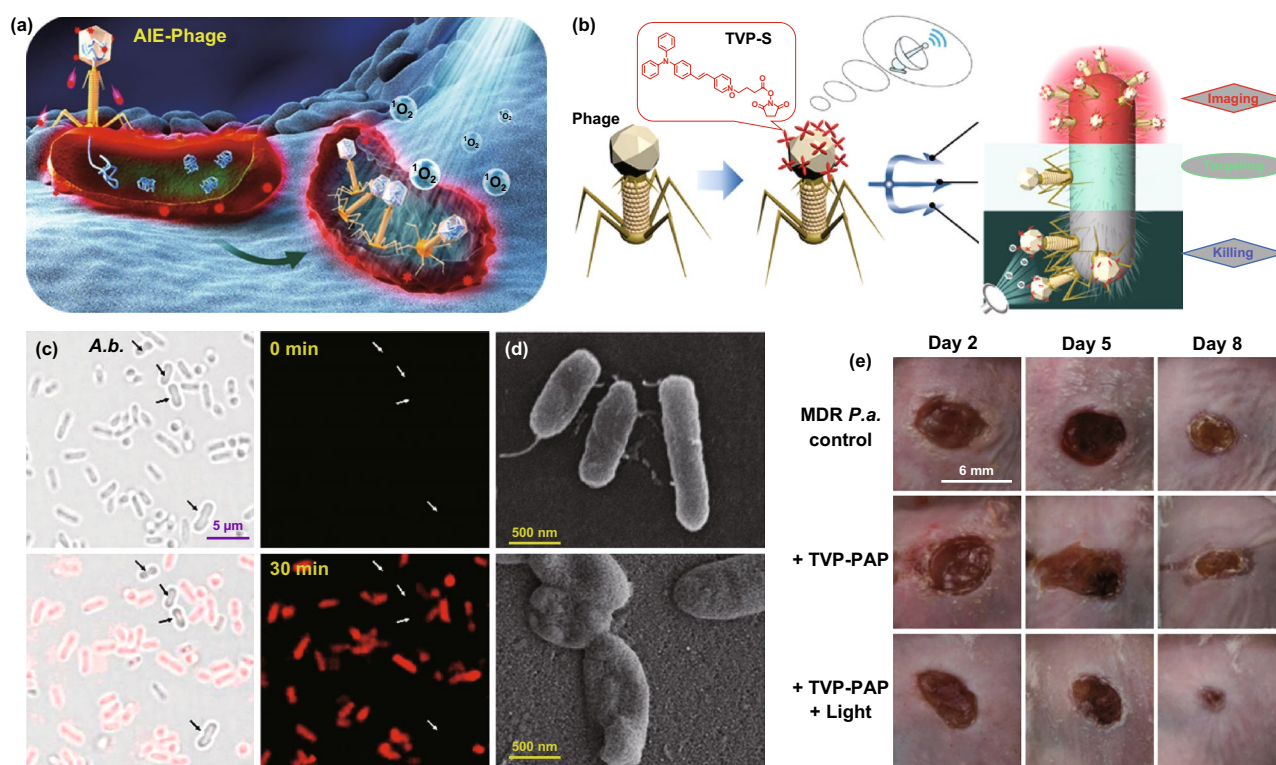 (a)
AIE-Phage
¹O₂
¹O₂
¹O₂
¹O₂
¹O₂
(b)
TVP-S
N
N
O
O
O
N
O
O
Phage
Imaging
Targeting
Killing
(c)
A.b.
5 µm
0 min
30 min
(d)
500 nm
500 nm
(e)
Day 2
Day 5
Day 8
MDR P.a.
control
6 mm
+ TVP-PAP
+ TVP-PAP
+ Light